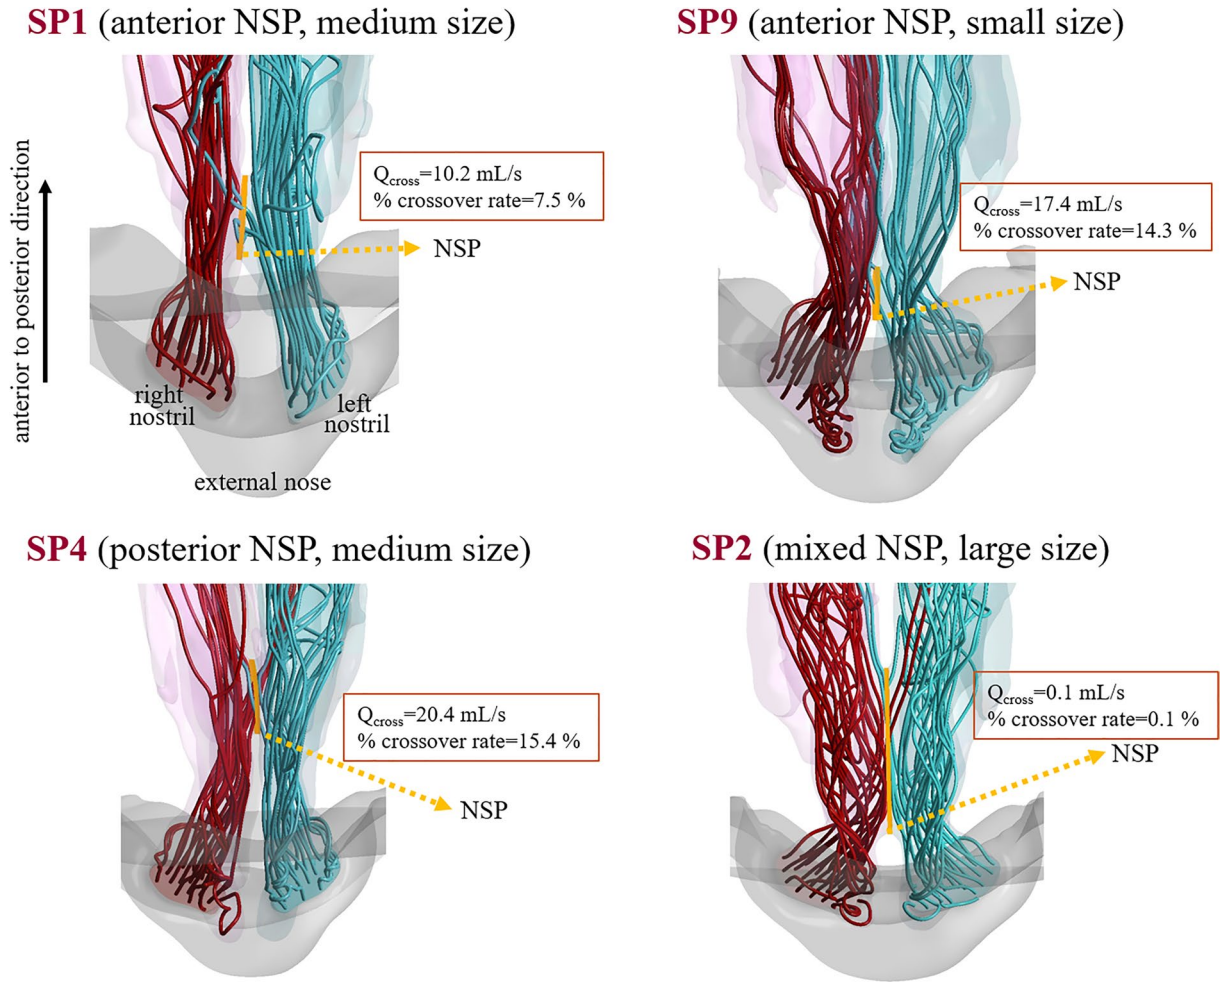 SP1 (anterior NSP, medium size)
anterior to posterior direction
Qcross=10.2 mL/s
% crossover rate=7.5 %
NSP
right
nostril
left
nostril
external nose
SP9 (anterior NSP, small size)
Qcross=17.4 mL/s
% crossover rate=14.3 %
NSP
SP4 (posterior NSP, medium size)
Qcross=20.4 mL/s
% crossover rate=15.4 %
NSP
SP2 (mixed NSP, large size)
Qcross=0.1 mL/s
% crossover rate=0.1 %
NSP